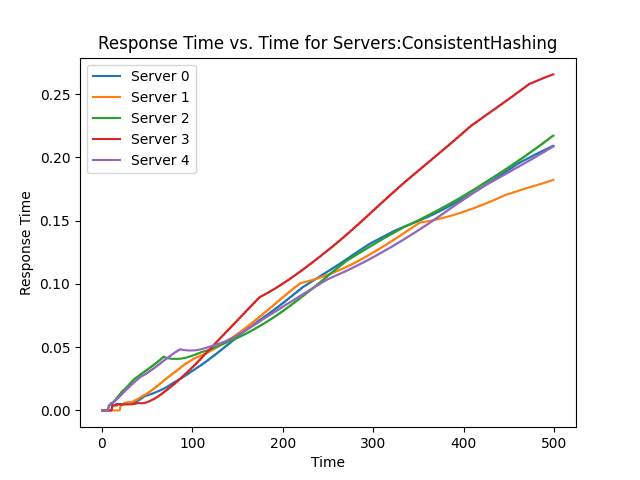 Response Time vs. Time for Servers:ConsistentHashing
Server 0
Server 1
Server 2
Server 3
Server 4
Response Time
0.25
0.20
0.15
0.10
0.05
0.00
0 100 200 300 400 500
Time